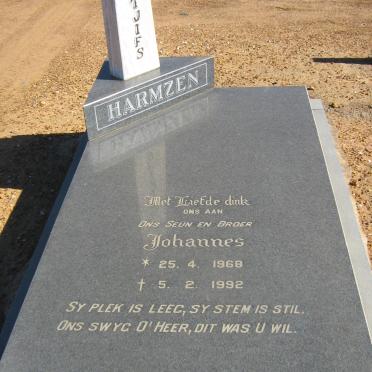 TJIFS
HARMZEN
Met Liefde dink
ONS AAN
ONS SEUN EN BROER
Johannes
* 25. 4. 1968
† 5. 2. 1992
SY PLEK IS LEEG, SY STEM IS STIL.
ONS SWYG O' HEER, DIT WAS U WIL.